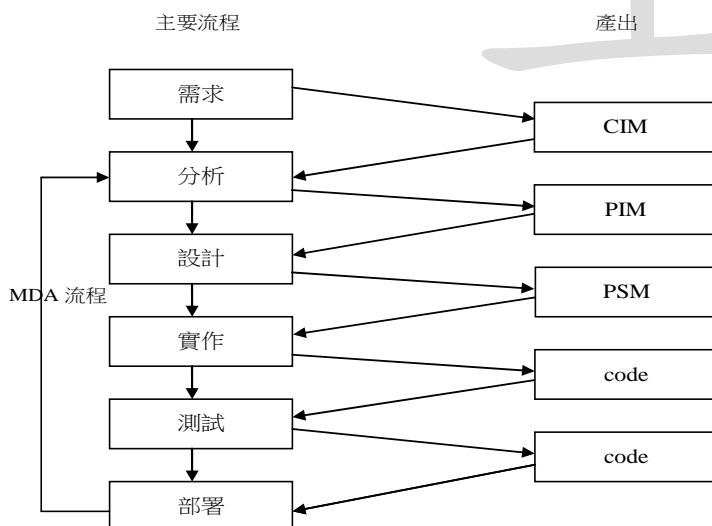 主要流程
產出
需求
CIM
分析
PIM
設計
MDA 流程
PSM
實作
code
測試
code
部署